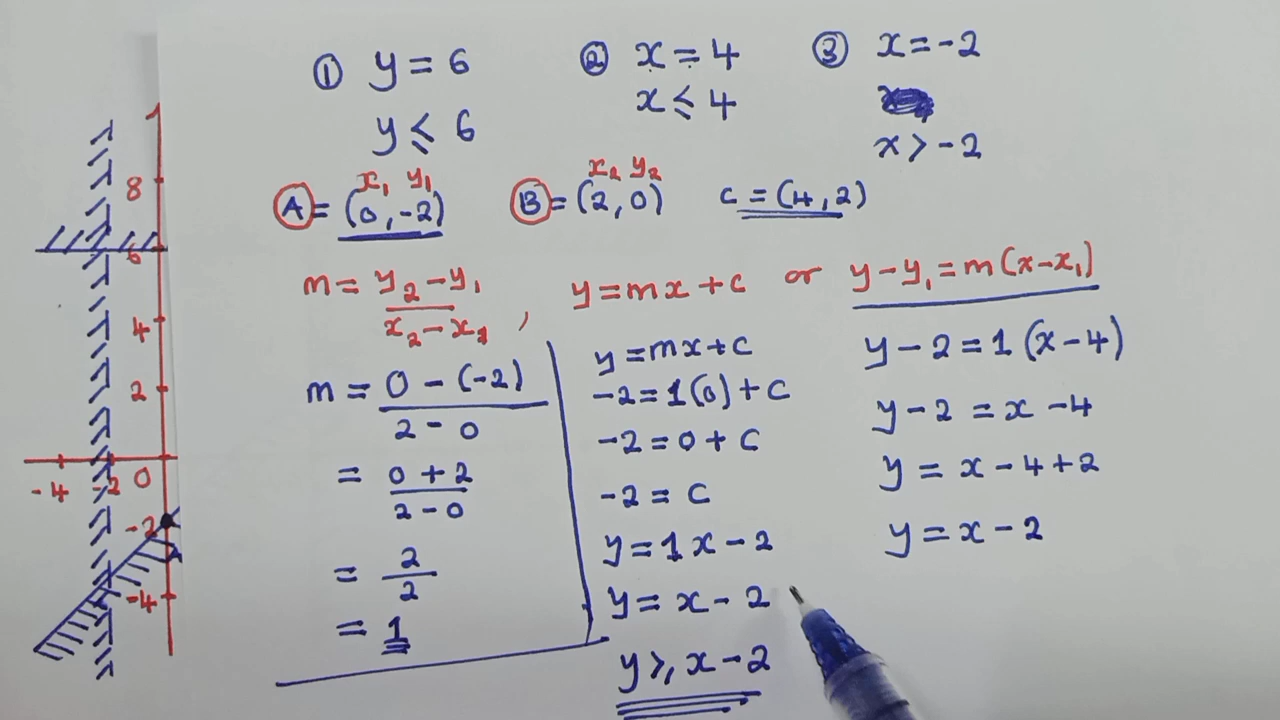 ① y = 6
y ≤ 6
② x = 4
x ≤ 4
③ x = -2
x > -2
x₁ y₁
A = (0, -2)
x₂ y₂
B = (2, 0)
C = (4, 2)
m = y₂ - y₁ / x₂ - x₁ , y = mx + c or y - y₁ = m(x - x₁)
m = 0 - (-2) / 2 - 0
= 0 + 2 / 2 - 0
= 2 / 2
= 1
y = mx + c
-2 = 1(0) + c
-2 = 0 + c
-2 = c
y = 1x - 2
y = x - 2
y ≥ x - 2
y - 2 = 1(x - 4)
y - 2 = x - 4
y = x - 4 + 2
y = x - 2
8
6
4
2
-4 -2 0
-2
-4